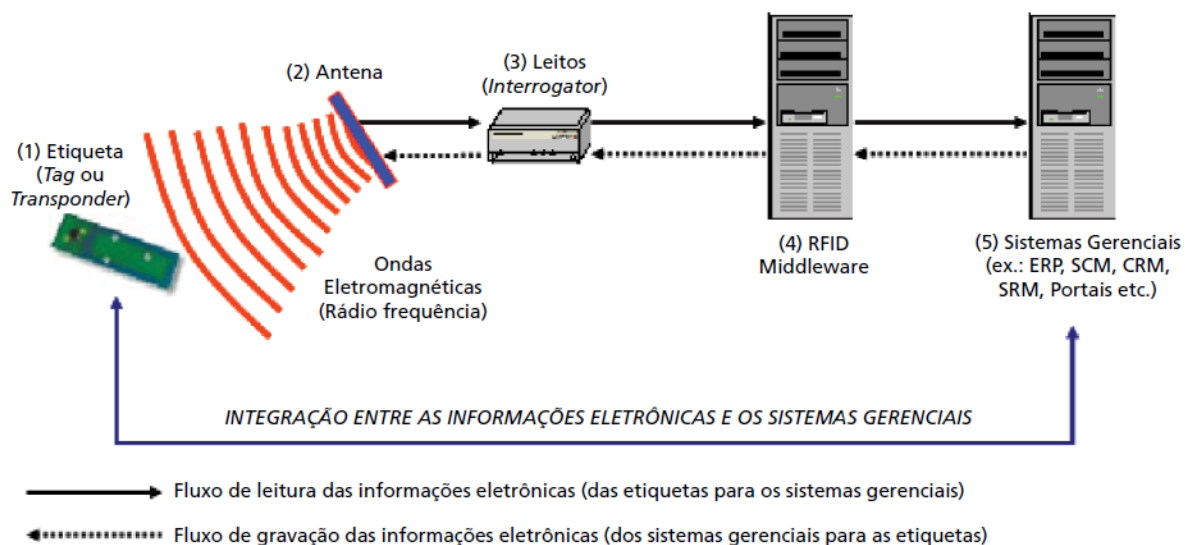 (1) Etiqueta
(Tag ou
Transponder)
(2) Antena
(3) Leitos
(Interrogator)
Ondas
Eletromagnéticas
(Rádio frequência)
(4) RFID
Middleware
(5) Sistemas Gerenciais
(ex.: ERP, SCM, CRM,
SRM, Portais etc.)
INTEGRAÇÃO ENTRE AS INFORMAÇÕES ELETRÔNICAS E OS SISTEMAS GERENCIAIS
Fluxo de leitura das informações eletrônicas (das etiquetas para os sistemas gerenciais)
Fluxo de gravação das informações eletrônicas (dos sistemas gerenciais para as etiquetas)